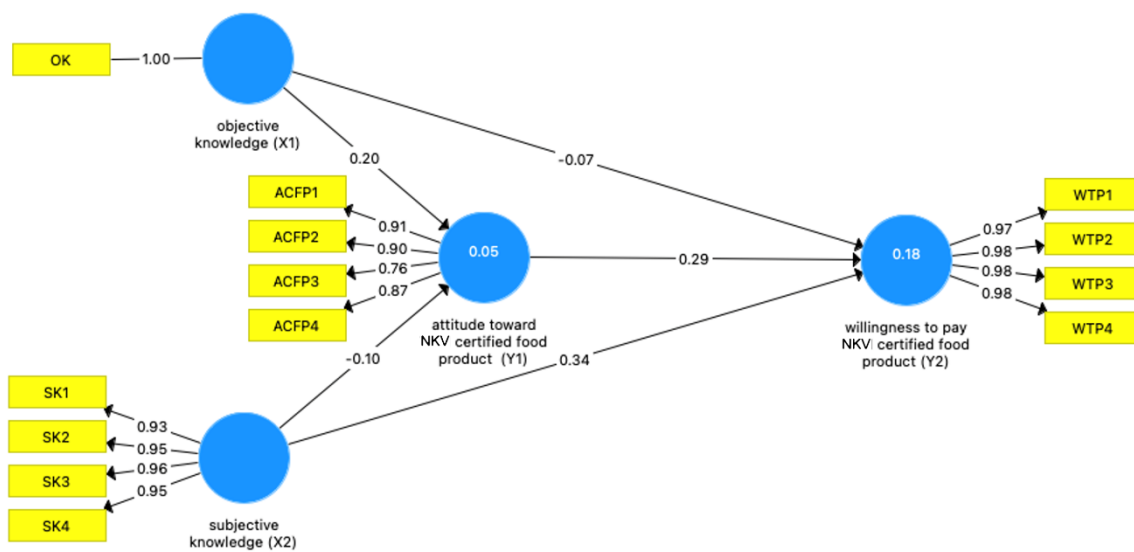 OK
1.00
objective
knowledge (X1)
-0.07
0.20
ACFP1
ACFP2
ACFP3
ACFP4
0.91
0.90
0.76
0.87
0.05
attitude toward
NKV certified food
product (Y1)
0.29
0.18
willingness to pay
NKV certified food
product (Y2)
0.97
0.98
0.98
0.98
WTP1
WTP2
WTP3
WTP4
-0.10
0.34
SK1
SK2
SK3
SK4
0.93
0.95
0.96
0.95
subjective
knowledge (X2)